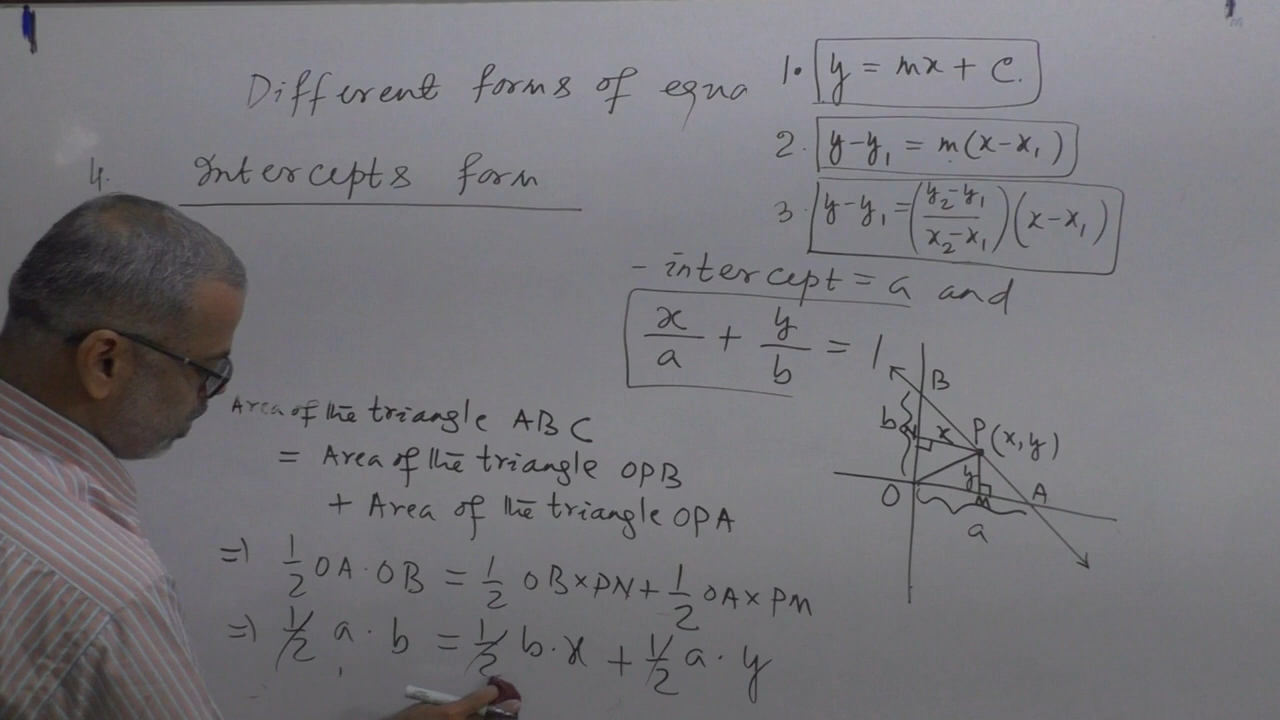 Different forms of equa
1. y = mx + c.
2. y-y₁ = m(x-x₁)
3. y-y₁ = (y₂-y₁ / x₂-x₁)(x-x₁)
4. Intercepts form
- intercept = a and
x/a + y/b = 1
B
b
x
P(x,y)
y
O
M
A
a
Area of the triangle ABC
= Area of the triangle OPB
+ Area of the triangle OPA
=) 1/2 OA·OB = 1/2 OB×PN + 1/2 OA×PM
=) 1/2 a·b = 1/2 b·x + 1/2 a·y